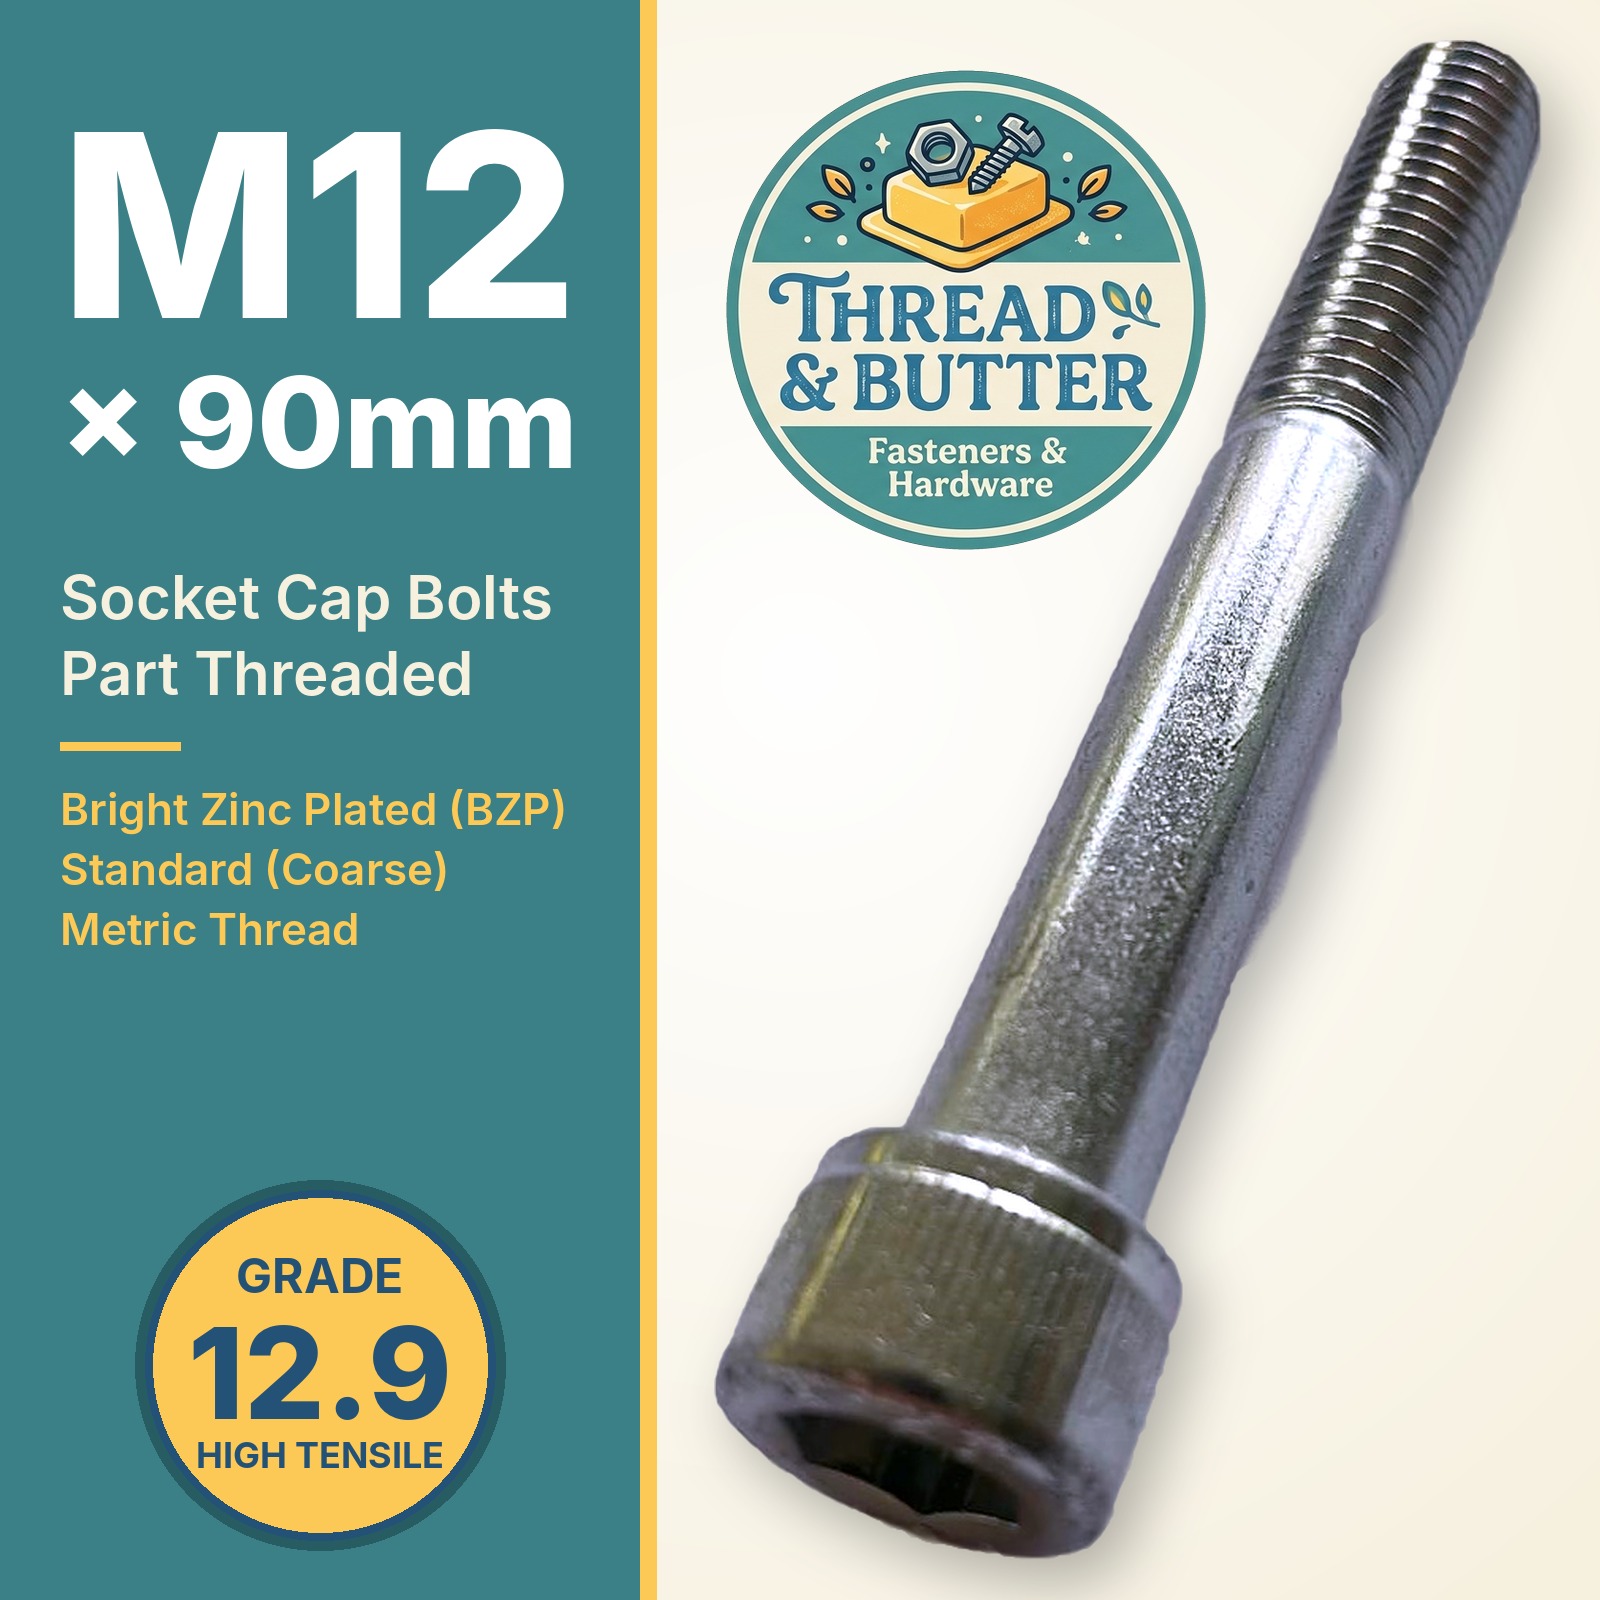 M12
× 90mm
Socket Cap Bolts
Part Threaded
Bright Zinc Plated (BZP)
Standard (Coarse)
Metric Thread
GRADE
12.9
HIGH TENSILE
THREAD
& BUTTER
Fasteners &
Hardware